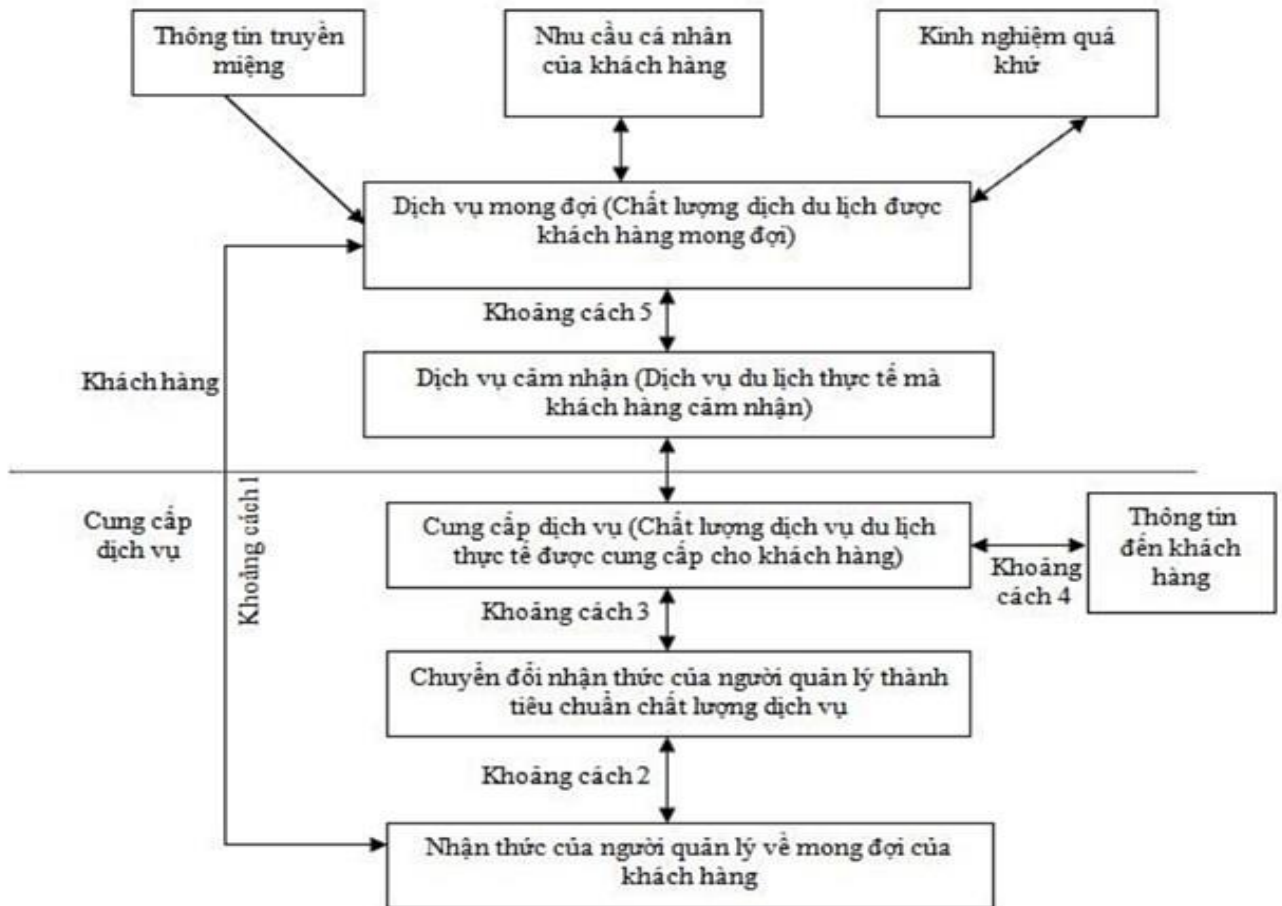 Thông tin truyền
miệng
Nhu cầu cá nhân
của khách hàng
Kinh nghiệm quá
khứ
Dịch vụ mong đợi (Chất lượng dịch du lịch được
khách hàng mong đợi)
Khoảng cách 5
Khách hàng
Dịch vụ cảm nhận (Dịch vụ du lịch thực tế mà
khách hàng cảm nhận)
Khoảng cách 1
Cung cấp
dịch vụ
Cung cấp dịch vụ (Chất lượng dịch vụ du lịch
thực tế được cung cấp cho khách hàng)
Khoảng
cách 4
Thông tin
đến khách
hàng
Khoảng cách 3
Chuyển đổi nhận thức của người quản lý thành
tiêu chuẩn chất lượng dịch vụ
Khoảng cách 2
Nhận thức của người quản lý về mong đợi của
khách hàng